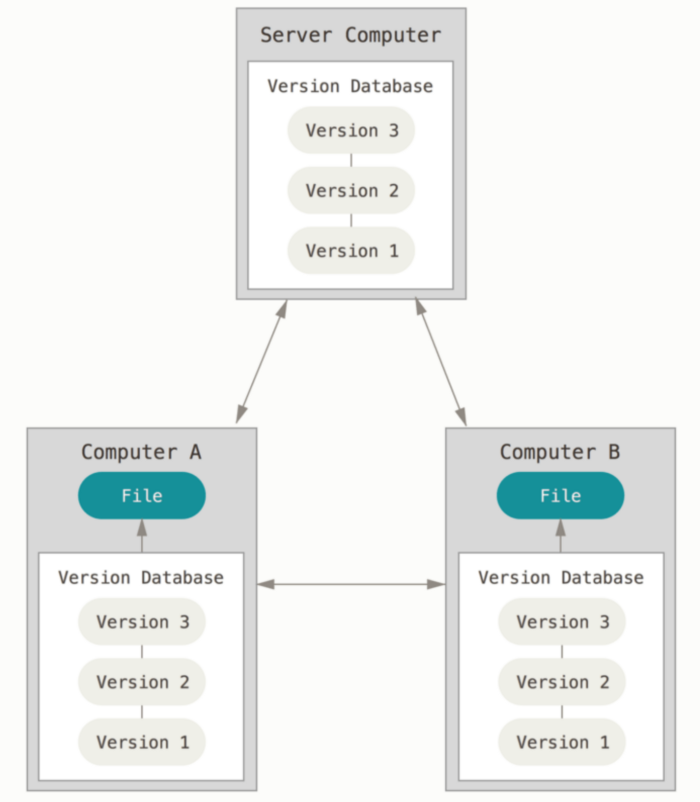 Server Computer
Version Database
Version 3
Version 2
Version 1
Computer A
File
Version Database
Version 3
Version 2
Version 1
Computer B
File
Version Database
Version 3
Version 2
Version 1